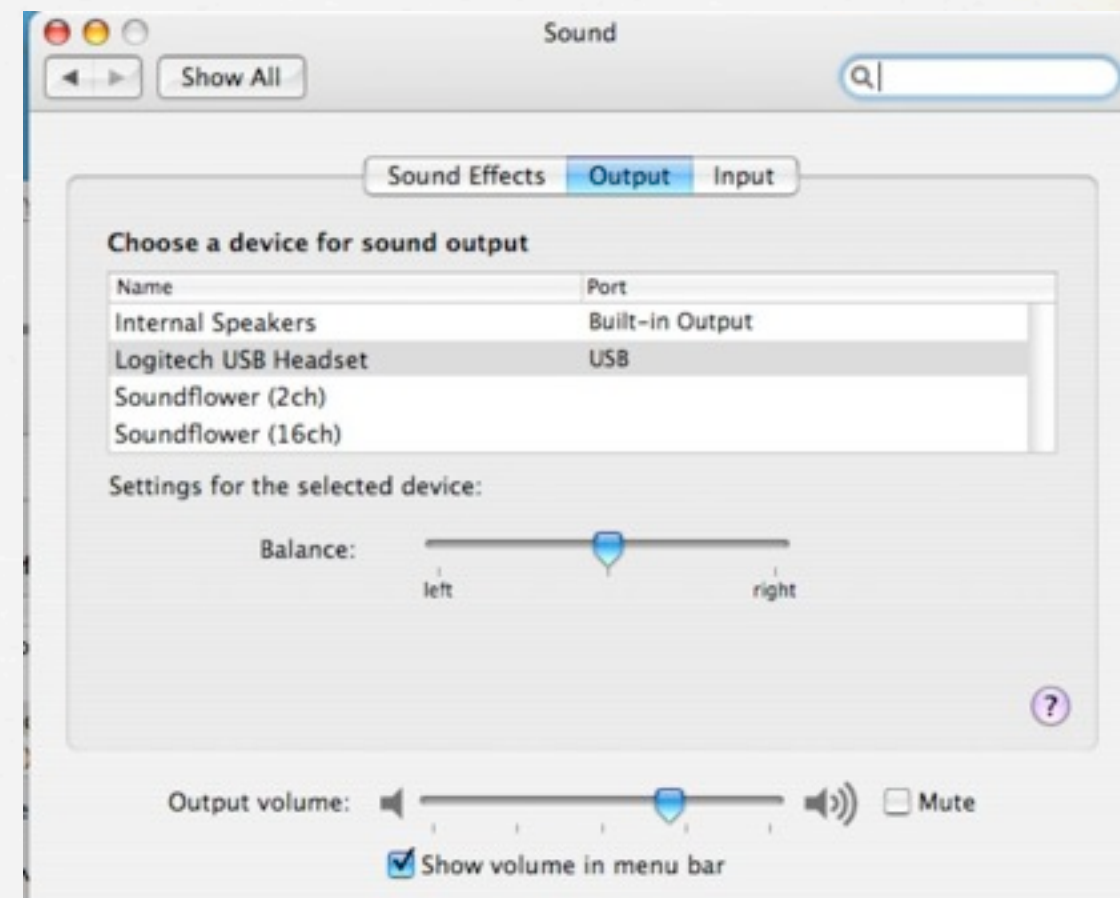 Sound
Show All
Sound Effects Output Input
Choose a device for sound output
Name Port
Internal Speakers Built-in Output
Logitech USB Headset USB
Soundflower (2ch)
Soundflower (16ch)
Settings for the selected device:
Balance:
left right
?
Output volume: Mute
Show volume in menu bar